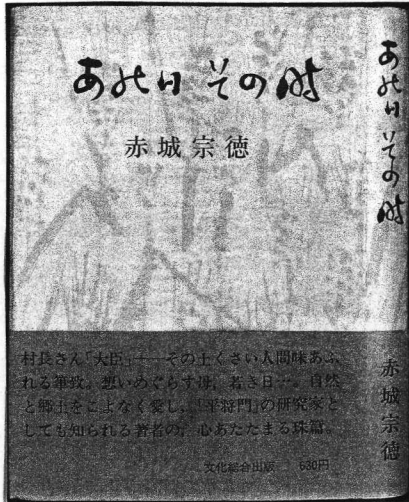 あの日 その時
赤城宗徳
村長さん「大臣」――その土くさい人間味あふ
れる筆致。想いめぐらす母、若き日…。自然
と郷土をこよなく愛し、「平将門」の研究家と
しても知られる著者の、心あたたまる珠篇。
文化総合出版 630円
あの日 その時
赤城宗徳